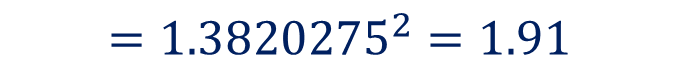 = 1.3820275² = 1.91